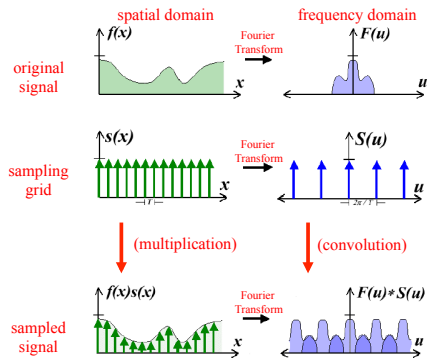 spatial domain
frequency domain
f(x)
F(u)
original
signal
Fourier
Transform
x
u
s(x)
S(u)
sampling
grid
Fourier
Transform
x
u
T
2π/T
(multiplication)
(convolution)
f(x)s(x)
F(u)*S(u)
sampled
signal
Fourier
Transform
x
u